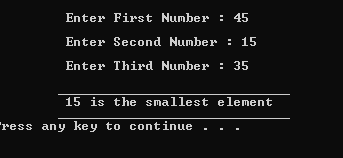 Enter First Number : 45
Enter Second Number : 15
Enter Third Number : 35
15 is the smallest element
Press any key to continue . . .